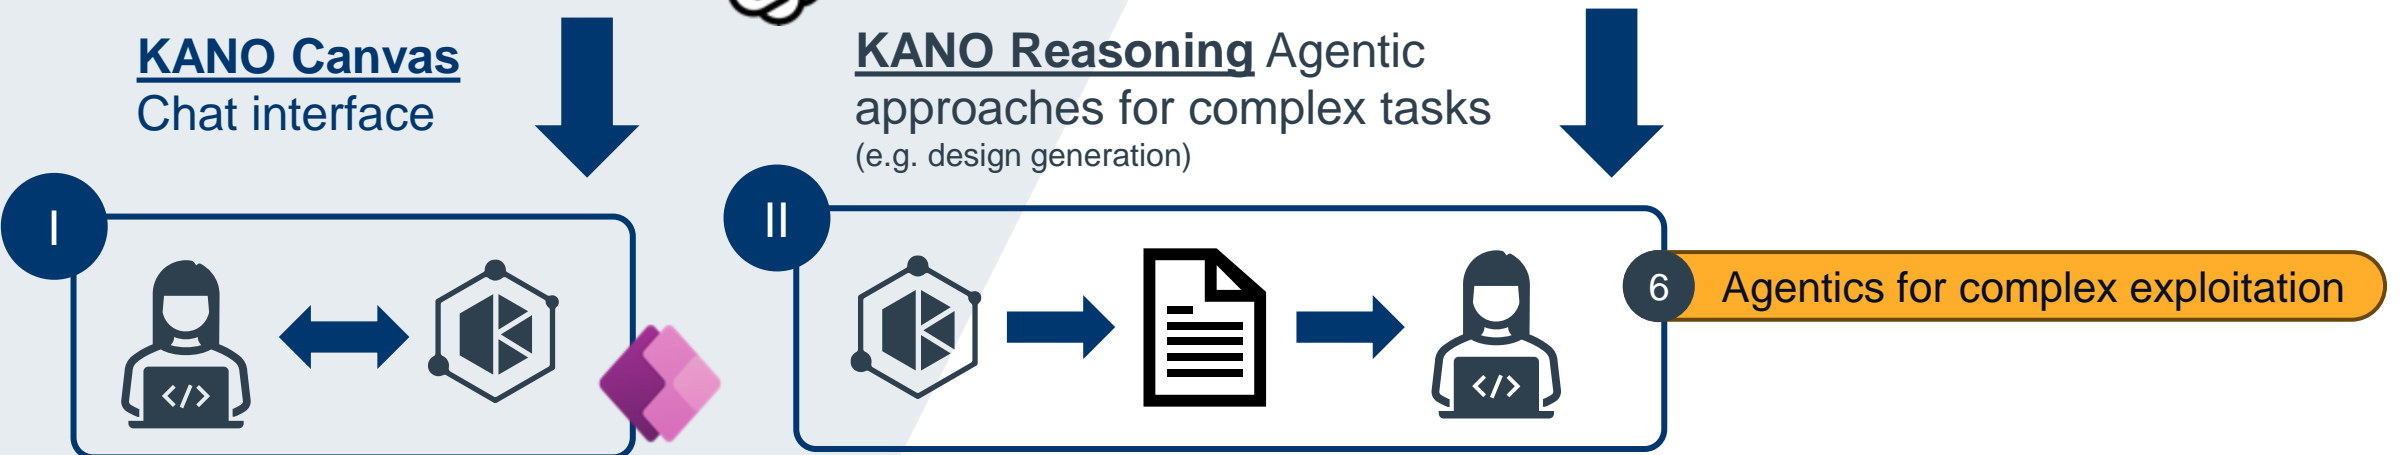 KANO Canvas
Chat interface
KANO Reasoning Agentic
approaches for complex tasks
(e.g. design generation)
I
II
6 Agentics for complex exploitation
</>
</>